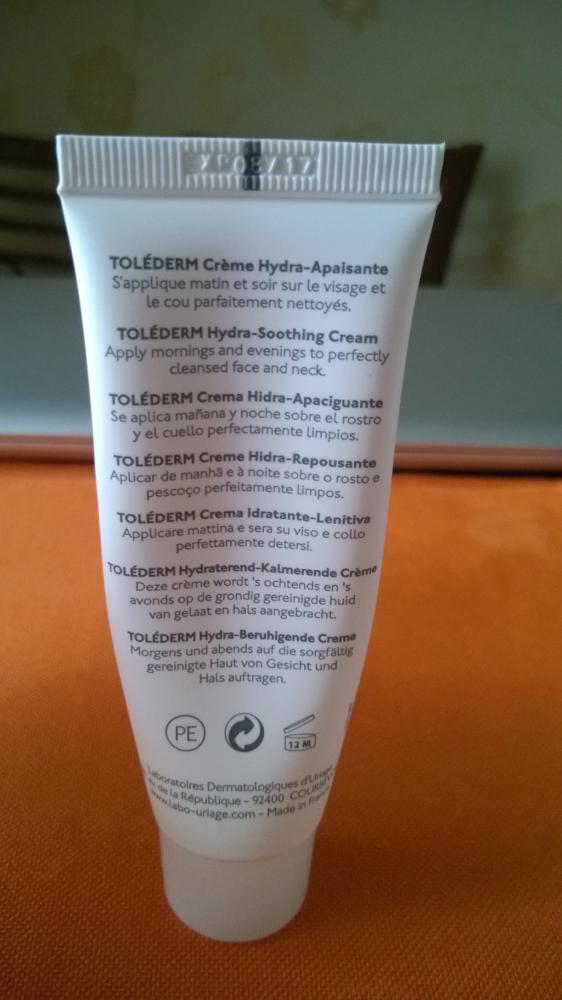 EXP 08/17
TOLÉDERM Crème Hydra-Apaisante
S'applique matin et soir sur le visage et
le cou parfaitement nettoyés.
TOLÉDERM Hydra-Soothing Cream
Apply mornings and evenings to perfectly
cleansed face and neck.
TOLÉDERM Crema Hidra-Apaciguante
Se aplica mañana y noche sobre el rostro
y el cuello perfectamente limpios.
TOLÉDERM Creme Hidra-Repousante
Aplicar de manhã e à noite sobre o rosto e
pescoço perfeitamente limpos.
TOLÉDERM Crema Idratante-Lenitiva
Applicare mattina e sera su viso e collo
perfettamente detersi.
TOLÉDERM Hydraterend-Kalmerende Crème
Deze crème wordt 's ochtends en 's
avonds op de grondig gereinigde huid
van gelaat en hals aangebracht.
TOLÉDERM Hydra-Beruhigende Creme
Morgens und abends auf die sorgfältig
gereinigte Haut von Gesicht und
Hals auftragen.
PE
12 M
Laboratoires Dermatologiques d'Uriage
de la République - 92400
www.labo-uriage.com - Made in France